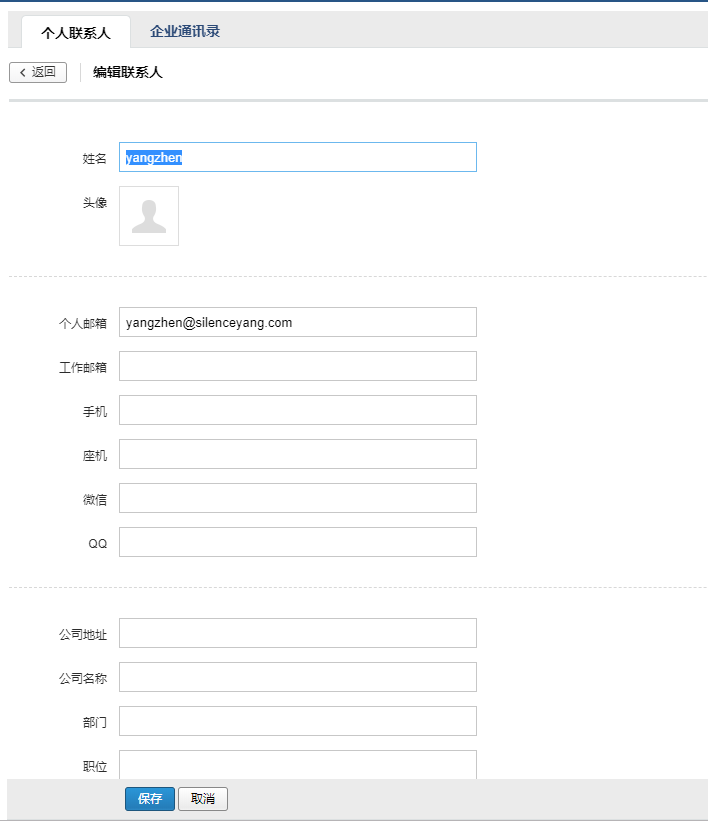 个人联系人 企业通讯录
返回 编辑联系人
姓名 yangzhen
头像
个人邮箱 yangzhen@silenceyang.com
工作邮箱
手机
座机
微信
QQ
公司地址
公司名称
部门
职位
保存 取消